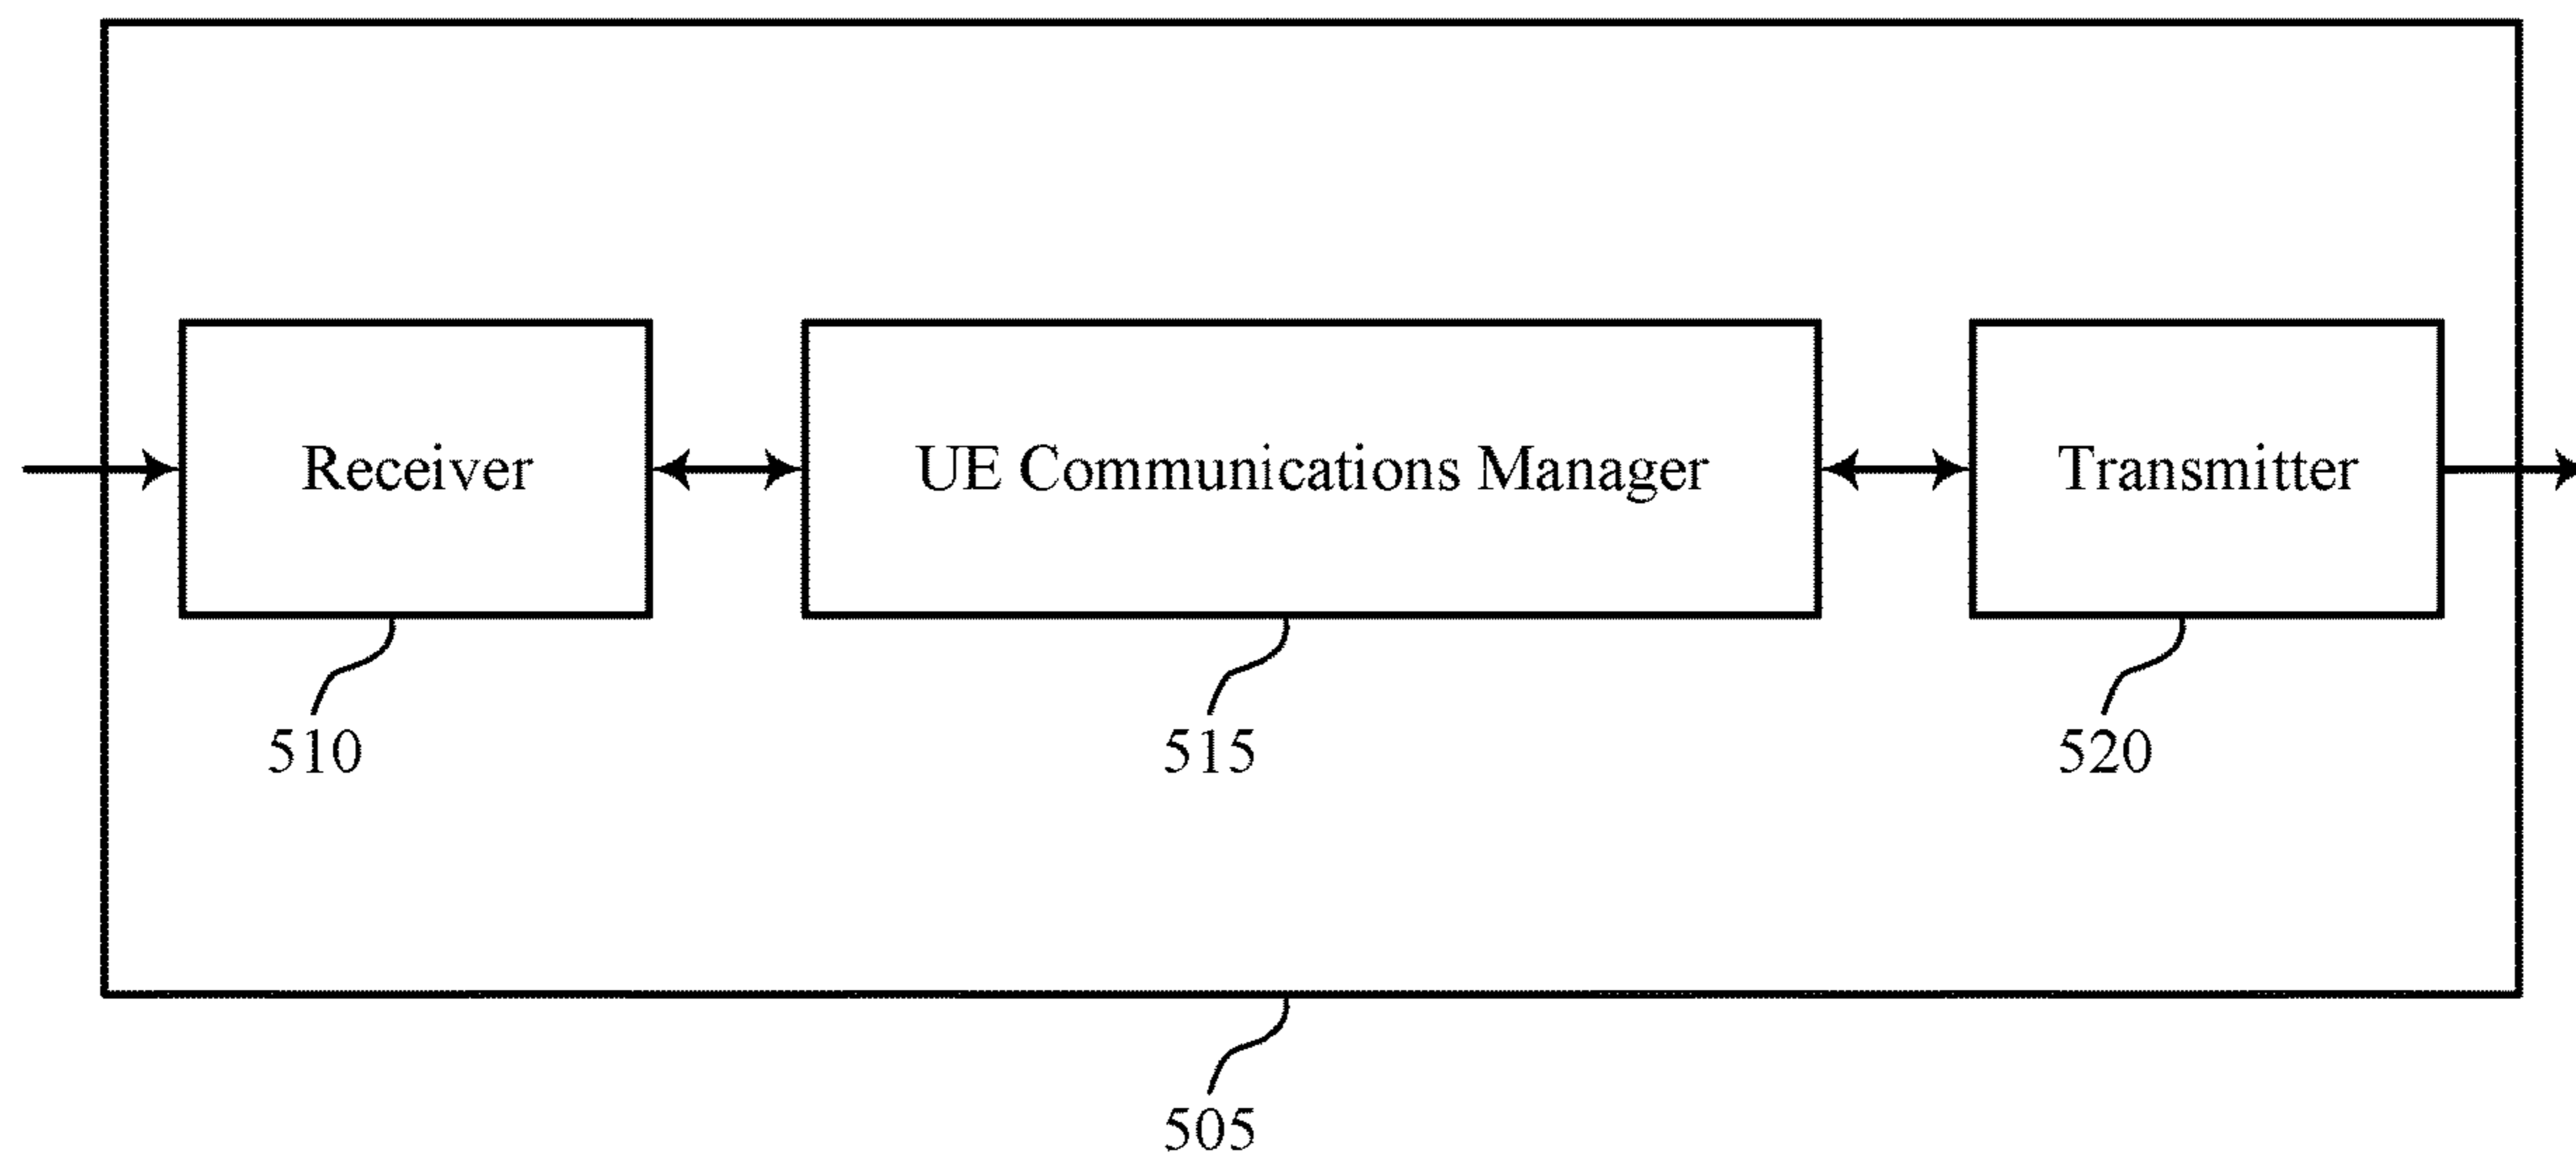 Receiver
UE Communications Manager
Transmitter
510
515
520
505